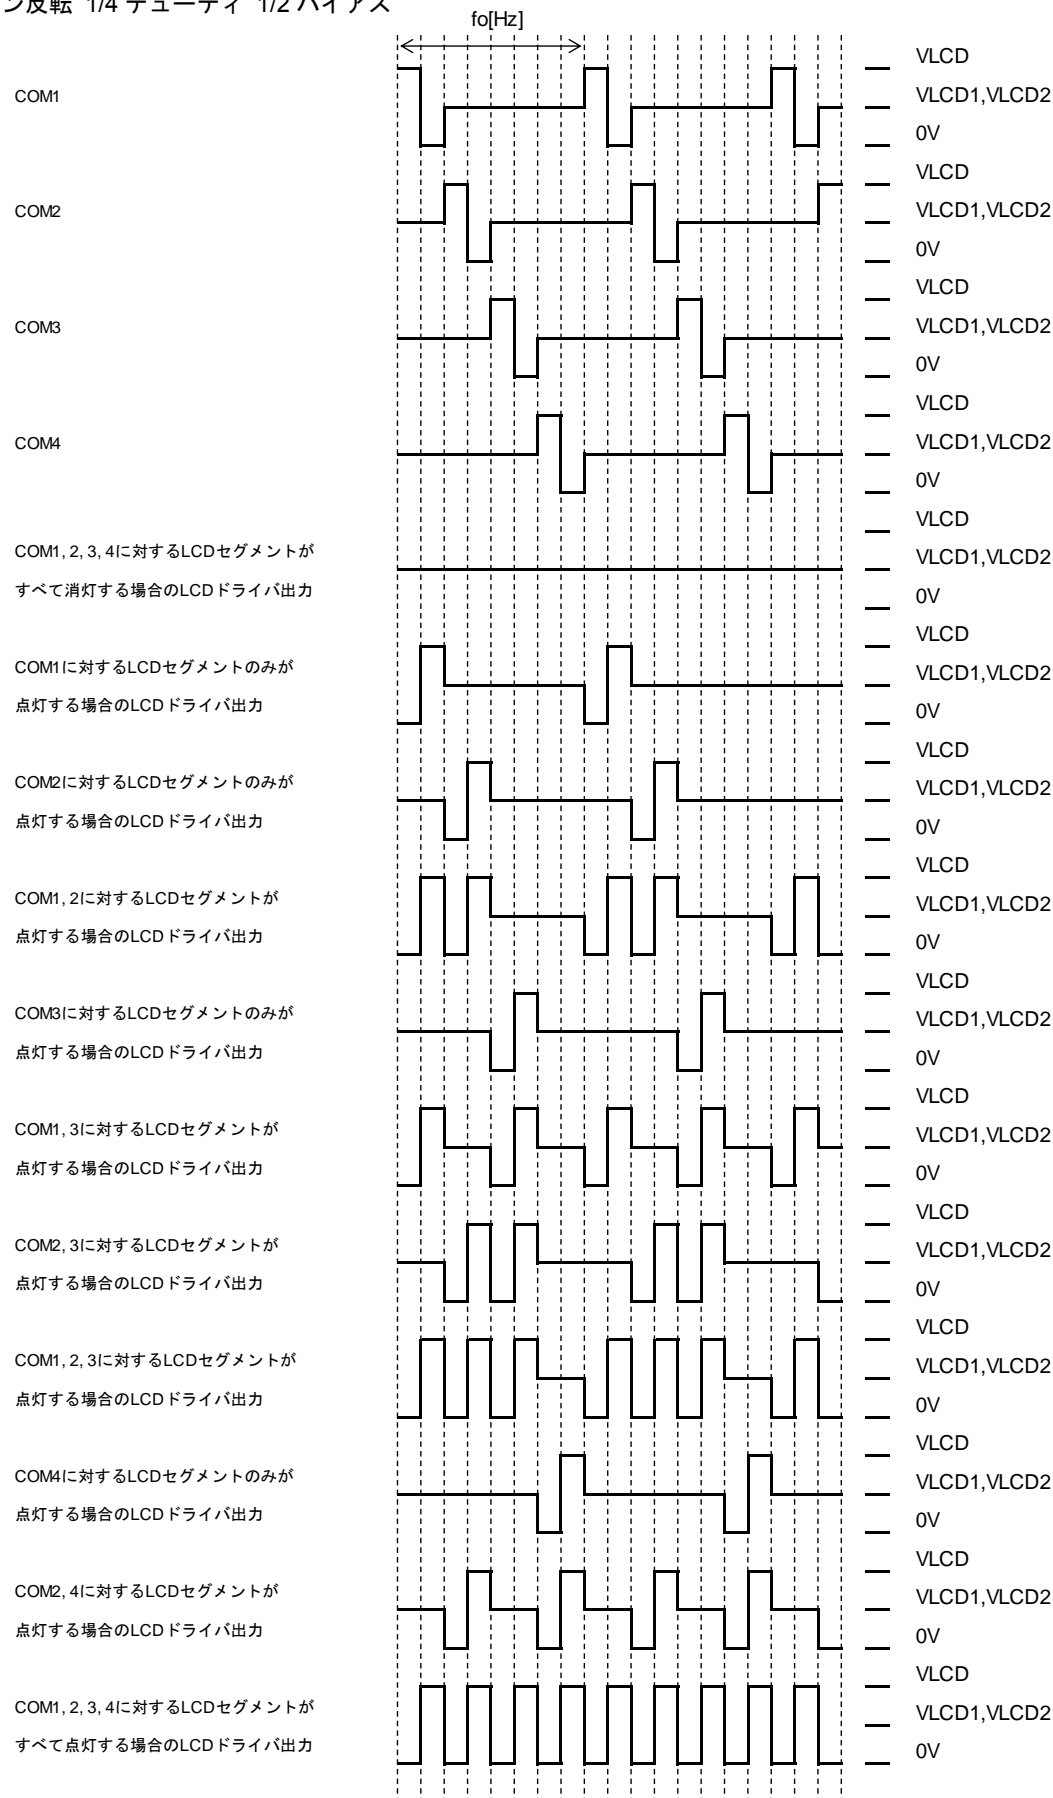 ン反転 1/4 デューティ 1/2 バイアス
fo[Hz]
COM1
VLCD
VLCD1,VLCD2
0V
COM2
VLCD
VLCD1,VLCD2
0V
COM3
VLCD
VLCD1,VLCD2
0V
COM4
VLCD
VLCD1,VLCD2
0V
COM1, 2, 3, 4に対するLCDセグメントが
すべて消灯する場合のLCDドライバ出力
VLCD
VLCD1,VLCD2
0V
COM1に対するLCDセグメントのみが
点灯する場合のLCDドライバ出力
VLCD
VLCD1,VLCD2
0V
COM2に対するLCDセグメントのみが
点灯する場合のLCDドライバ出力
VLCD
VLCD1,VLCD2
0V
COM1, 2に対するLCDセグメントが
点灯する場合のLCDドライバ出力
VLCD
VLCD1,VLCD2
0V
COM3に対するLCDセグメントのみが
点灯する場合のLCDドライバ出力
VLCD
VLCD1,VLCD2
0V
COM1, 3に対するLCDセグメントが
点灯する場合のLCDドライバ出力
VLCD
VLCD1,VLCD2
0V
COM2, 3に対するLCDセグメントが
点灯する場合のLCDドライバ出力
VLCD
VLCD1,VLCD2
0V
COM1, 2, 3に対するLCDセグメントが
点灯する場合のLCDドライバ出力
VLCD
VLCD1,VLCD2
0V
COM4に対するLCDセグメントのみが
点灯する場合のLCDドライバ出力
VLCD
VLCD1,VLCD2
0V
COM2, 4に対するLCDセグメントが
点灯する場合のLCDドライバ出力
VLCD
VLCD1,VLCD2
0V
COM1, 2, 3, 4に対するLCDセグメントが
すべて点灯する場合のLCDドライバ出力
VLCD
VLCD1,VLCD2
0V